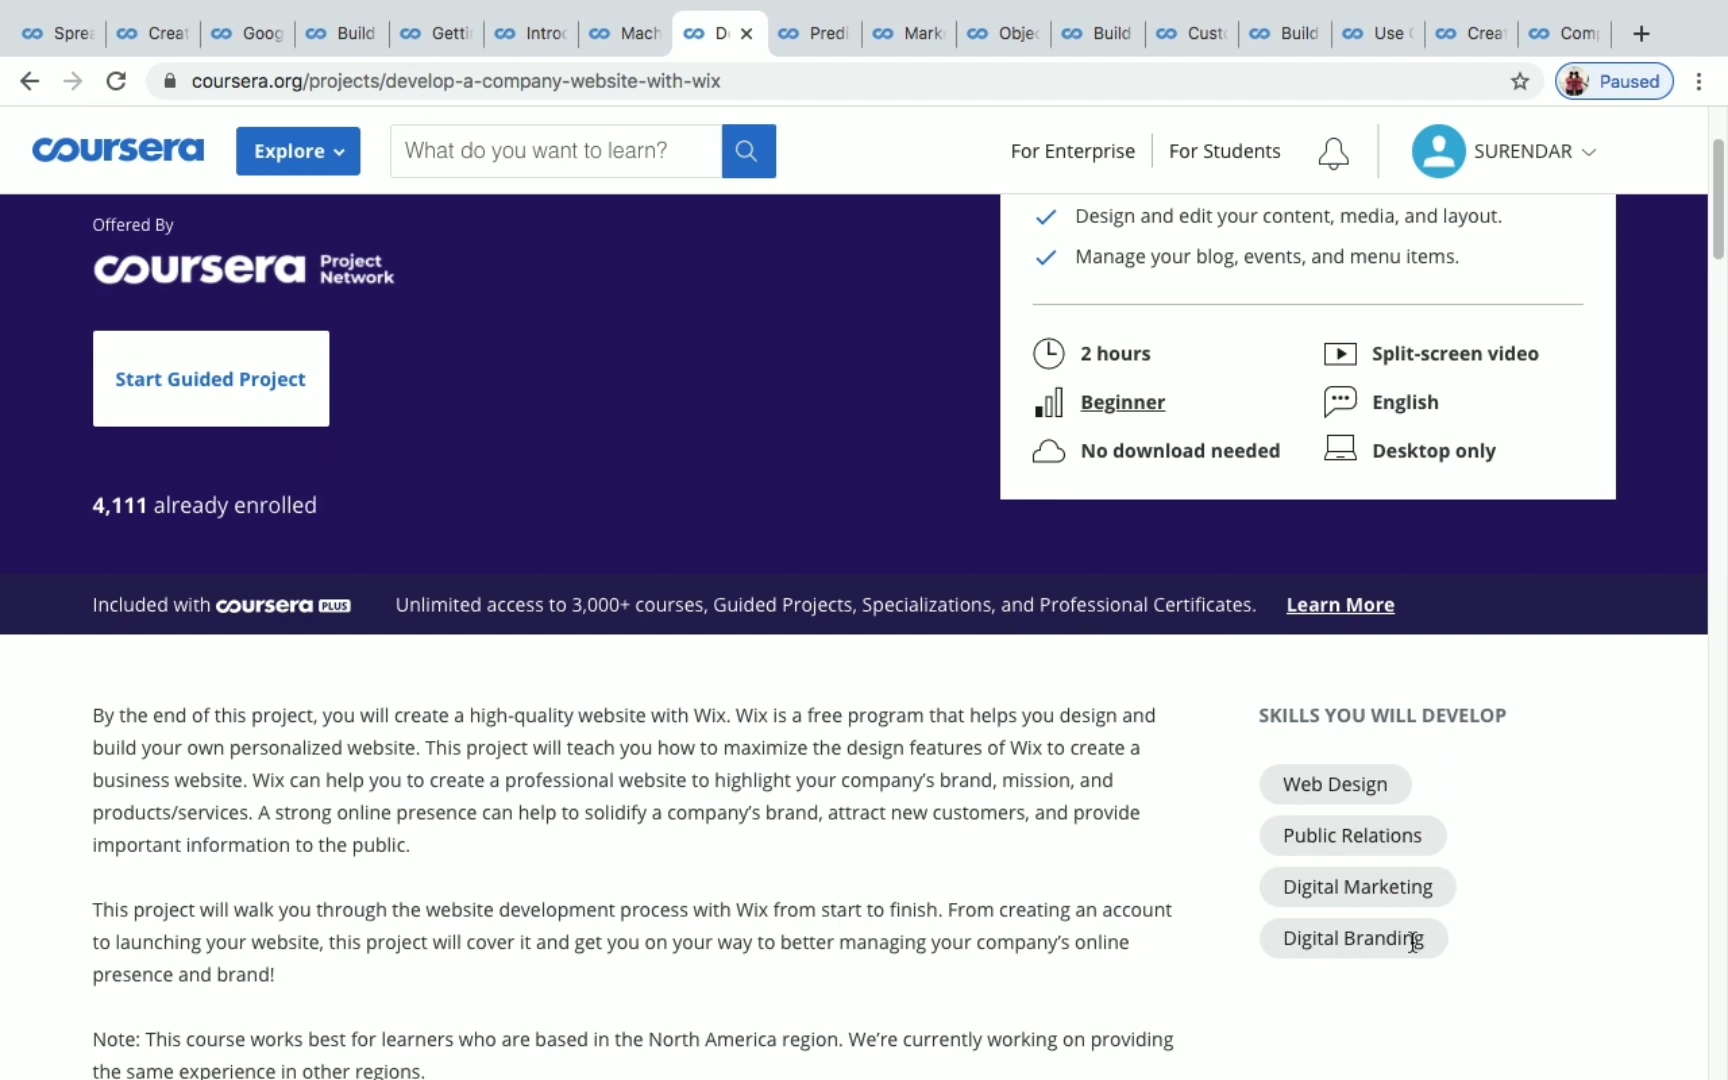 Sprea Creat Goog Build Gettin Intro Mach D Predi Mark Objec Build Custo Build Use Creat Comp
coursera.org/projects/develop-a-company-website-with-wix Paused
coursera Explore What do you want to learn? For Enterprise For Students SURENDAR
Offered By
coursera Project Network
Start Guided Project
4,111 already enrolled
Design and edit your content, media, and layout.
Manage your blog, events, and menu items.
2 hours Split-screen video
Beginner English
No download needed Desktop only
Included with coursera PLUS Unlimited access to 3,000+ courses, Guided Projects, Specializations, and Professional Certificates. Learn More
By the end of this project, you will create a high-quality website with Wix. Wix is a free program that helps you design and
build your own personalized website. This project will teach you how to maximize the design features of Wix to create a
business website. Wix can help you to create a professional website to highlight your company's brand, mission, and
products/services. A strong online presence can help to solidify a company's brand, attract new customers, and provide
important information to the public.
This project will walk you through the website development process with Wix from start to finish. From creating an account
to launching your website, this project will cover it and get you on your way to better managing your company's online
presence and brand!
Note: This course works best for learners who are based in the North America region. We're currently working on providing
the same experience in other regions.
SKILLS YOU WILL DEVELOP
Web Design
Public Relations
Digital Marketing
Digital Branding